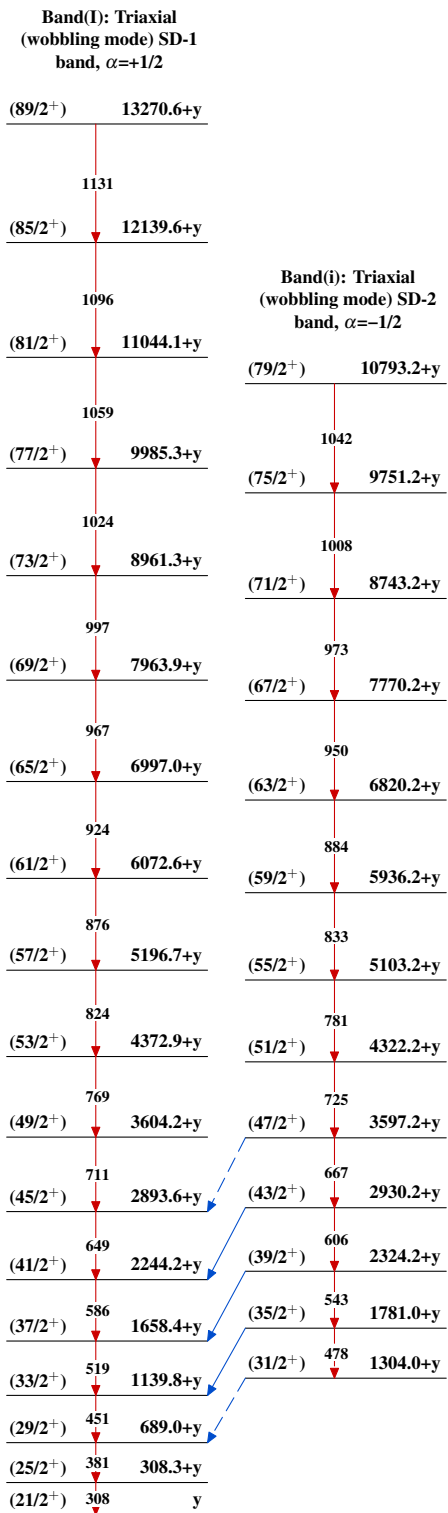 Band(I): Triaxial
(wobbling mode) SD-1
band, α=+1/2
(89/2⁺) 13270.6+y
1131
(85/2⁺) 12139.6+y
1096
(81/2⁺) 11044.1+y
1059
(77/2⁺) 9985.3+y
1024
(73/2⁺) 8961.3+y
997
(69/2⁺) 7963.9+y
967
(65/2⁺) 6997.0+y
924
(61/2⁺) 6072.6+y
876
(57/2⁺) 5196.7+y
824
(53/2⁺) 4372.9+y
769
(49/2⁺) 3604.2+y
711
(45/2⁺) 2893.6+y
649
(41/2⁺) 2244.2+y
586
(37/2⁺) 1658.4+y
519
(33/2⁺) 1139.8+y
451
(29/2⁺) 689.0+y
381
(25/2⁺) 308.3+y
308
(21/2⁺) y
Band(i): Triaxial
(wobbling mode) SD-2
band, α=−1/2
(79/2⁺) 10793.2+y
1042
(75/2⁺) 9751.2+y
1008
(71/2⁺) 8743.2+y
973
(67/2⁺) 7770.2+y
950
(63/2⁺) 6820.2+y
884
(59/2⁺) 5936.2+y
833
(55/2⁺) 5103.2+y
781
(51/2⁺) 4322.2+y
725
(47/2⁺) 3597.2+y
667
(43/2⁺) 2930.2+y
606
(39/2⁺) 2324.2+y
543
(35/2⁺) 1781.0+y
478
(31/2⁺) 1304.0+y